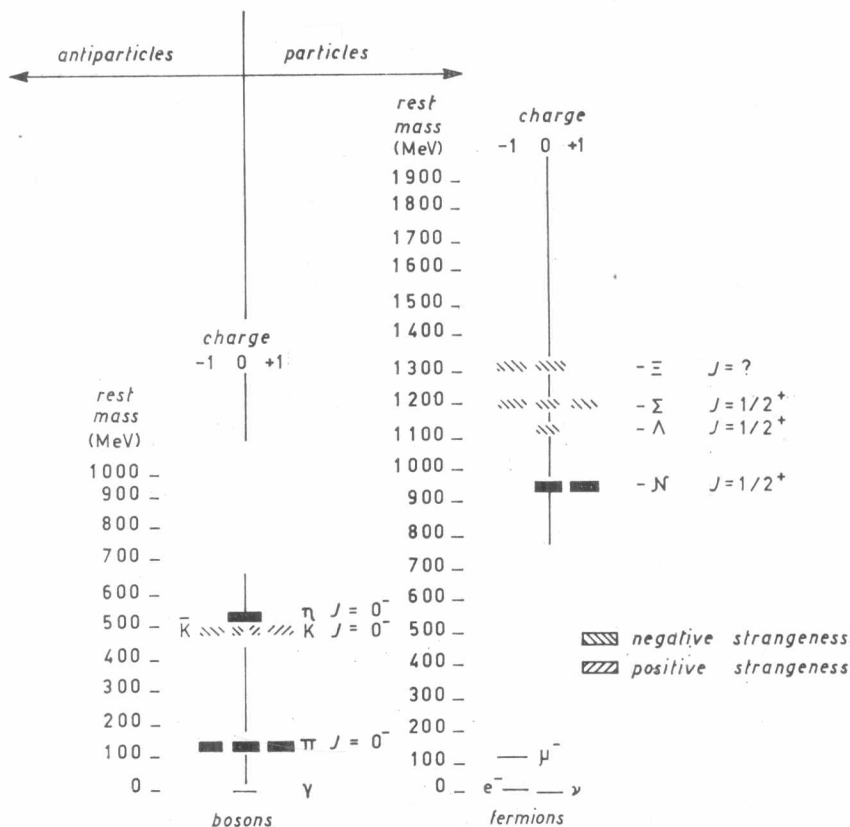 antiparticles particles
rest
mass
(MeV)
charge
-1 0 +1
1900 –
1800 –
1700 –
1600 –
1500 –
1400 –
1300 – – Ξ J = ?
1200 – – Σ J = 1/2⁺
1100 – – Λ J = 1/2⁺
1000 –
900 – – N J = 1/2⁺
800 –
700 –
600 –
500 –
400 –
300 –
200 –
100 – μ⁻
0 – e⁻ ν
fermions
charge
-1 0 +1
rest
mass
(MeV)
1000 –
900 –
800 –
700 –
600 –
η J = 0⁻
500 – K̅ K J = 0⁻
400 –
300 –
200 –
100 – π J = 0⁻
0 – γ
bosons
negative strangeness
positive strangeness